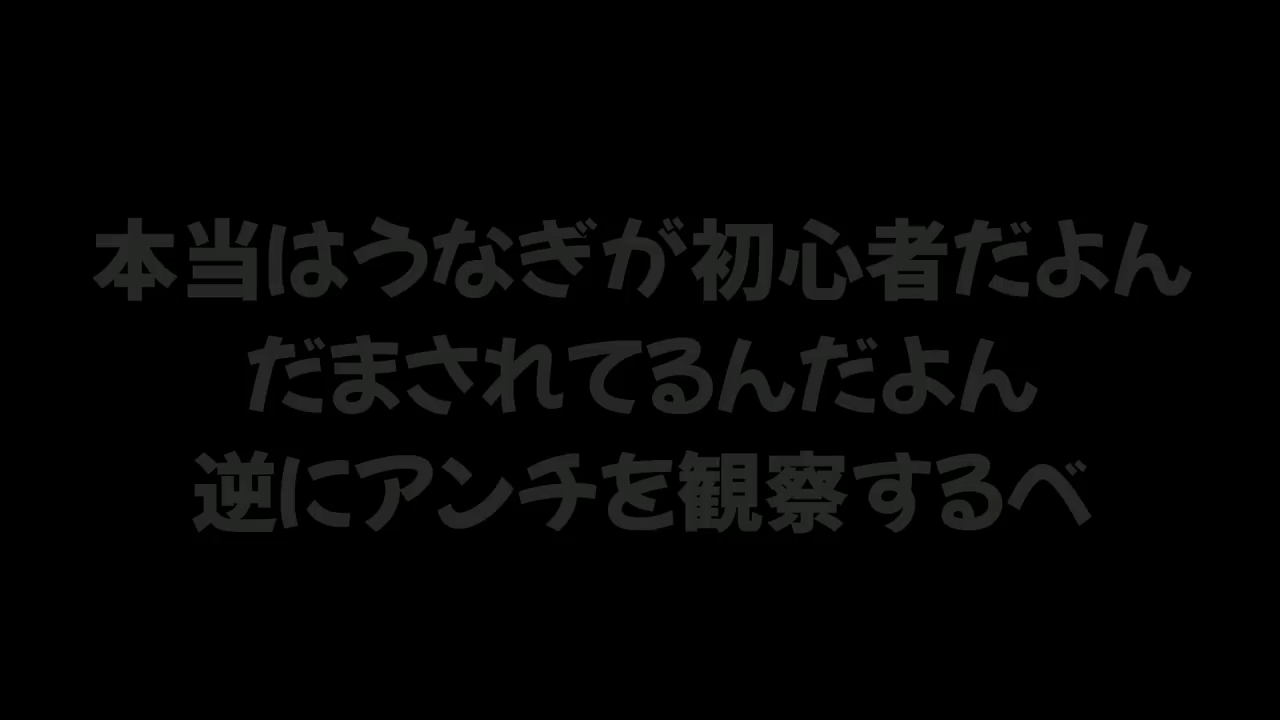 本当はうなぎが初心者だよん
だまされてるんだよん
逆にアンチを観察するべ